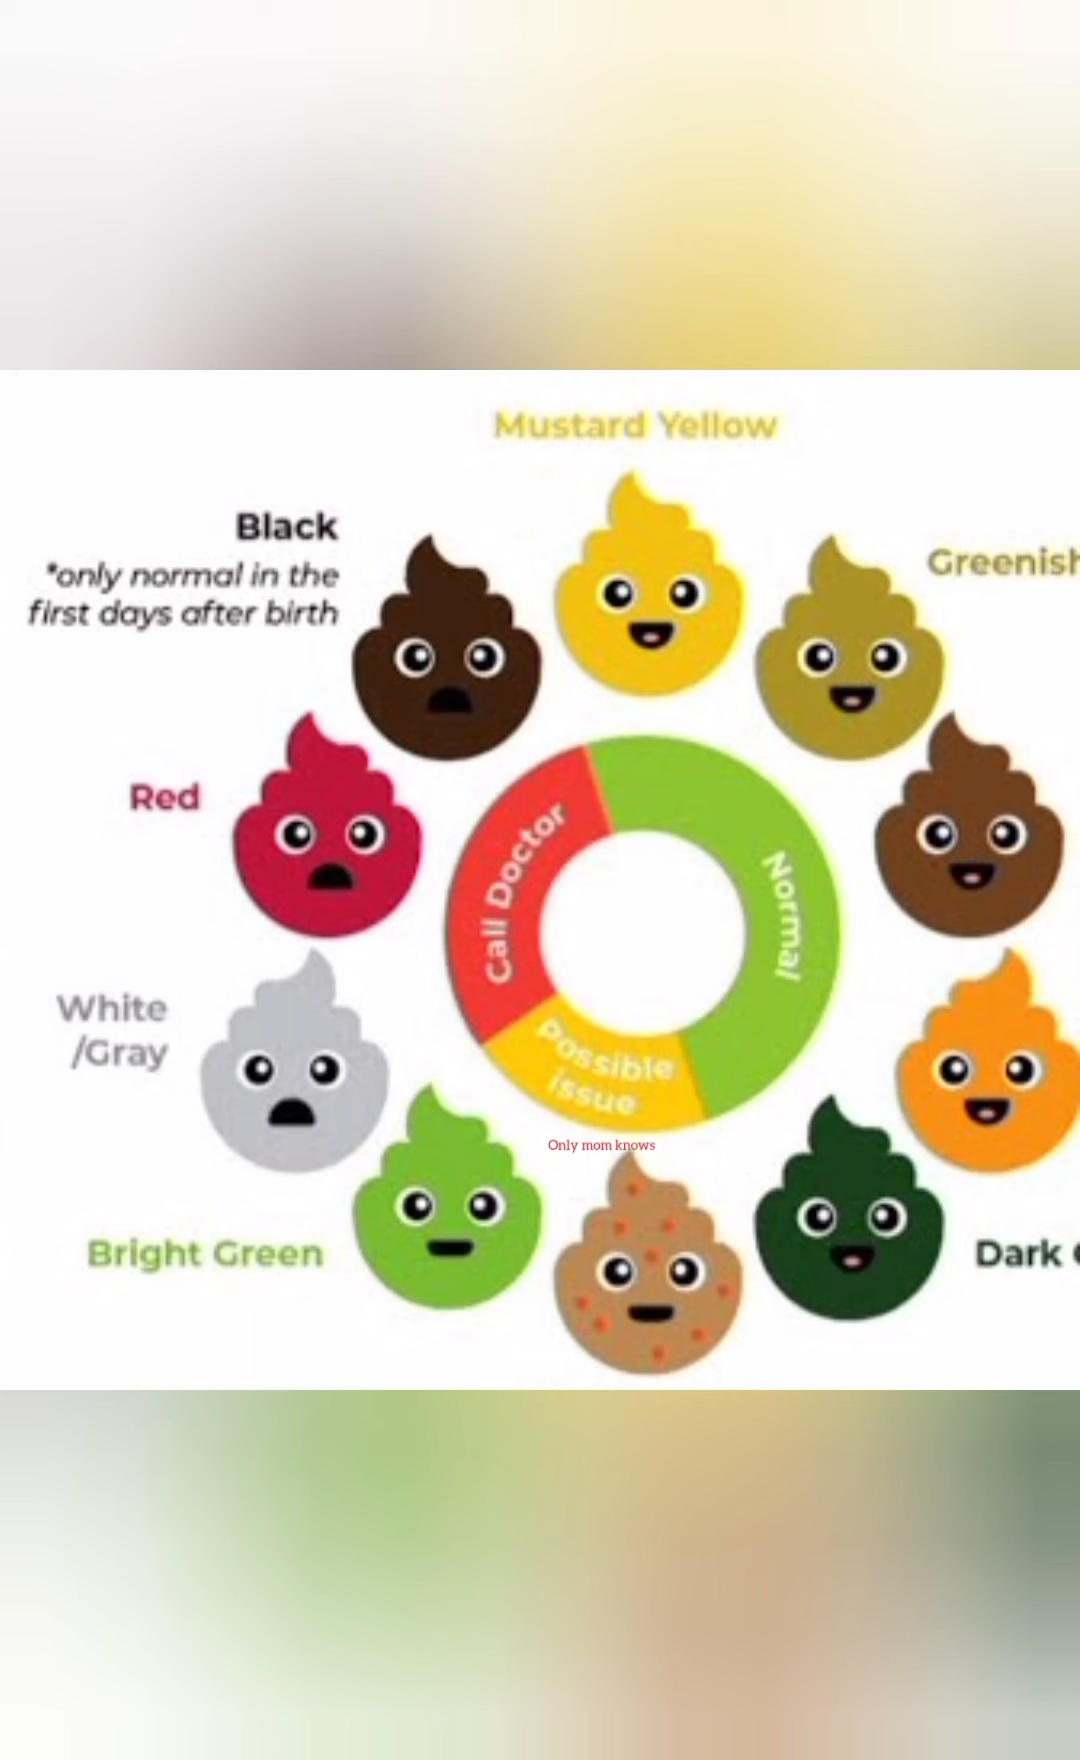 Mustard Yellow
Black
*only normal in the
first days after birth
Greenish
Red
Call Doctor
Normal
White
/Gray
Possible
issue
Only mom knows
Bright Green
Dark